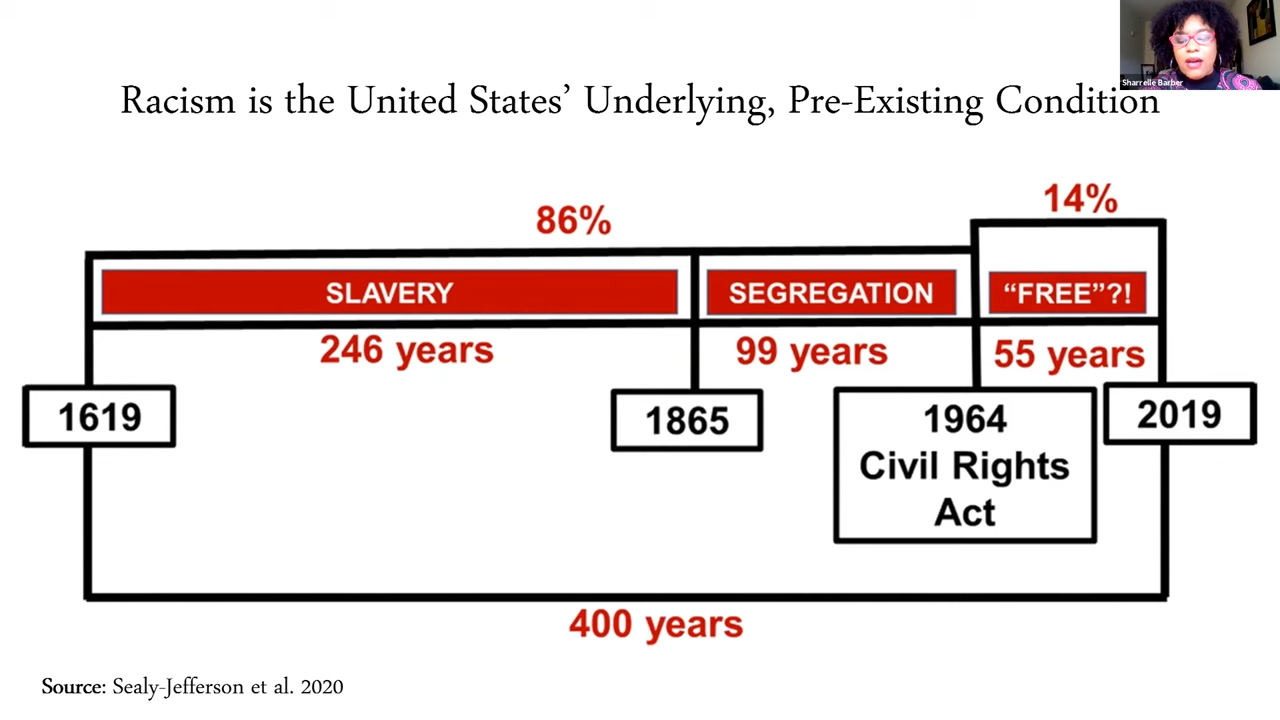 Sharrelle Barber
Racism is the United States’ Underlying, Pre-Existing Condition
86%
14%
SLAVERY
SEGREGATION
“FREE”?!
246 years
99 years
55 years
1619
1865
1964
Civil Rights
Act
2019
400 years
Source: Sealy-Jefferson et al. 2020